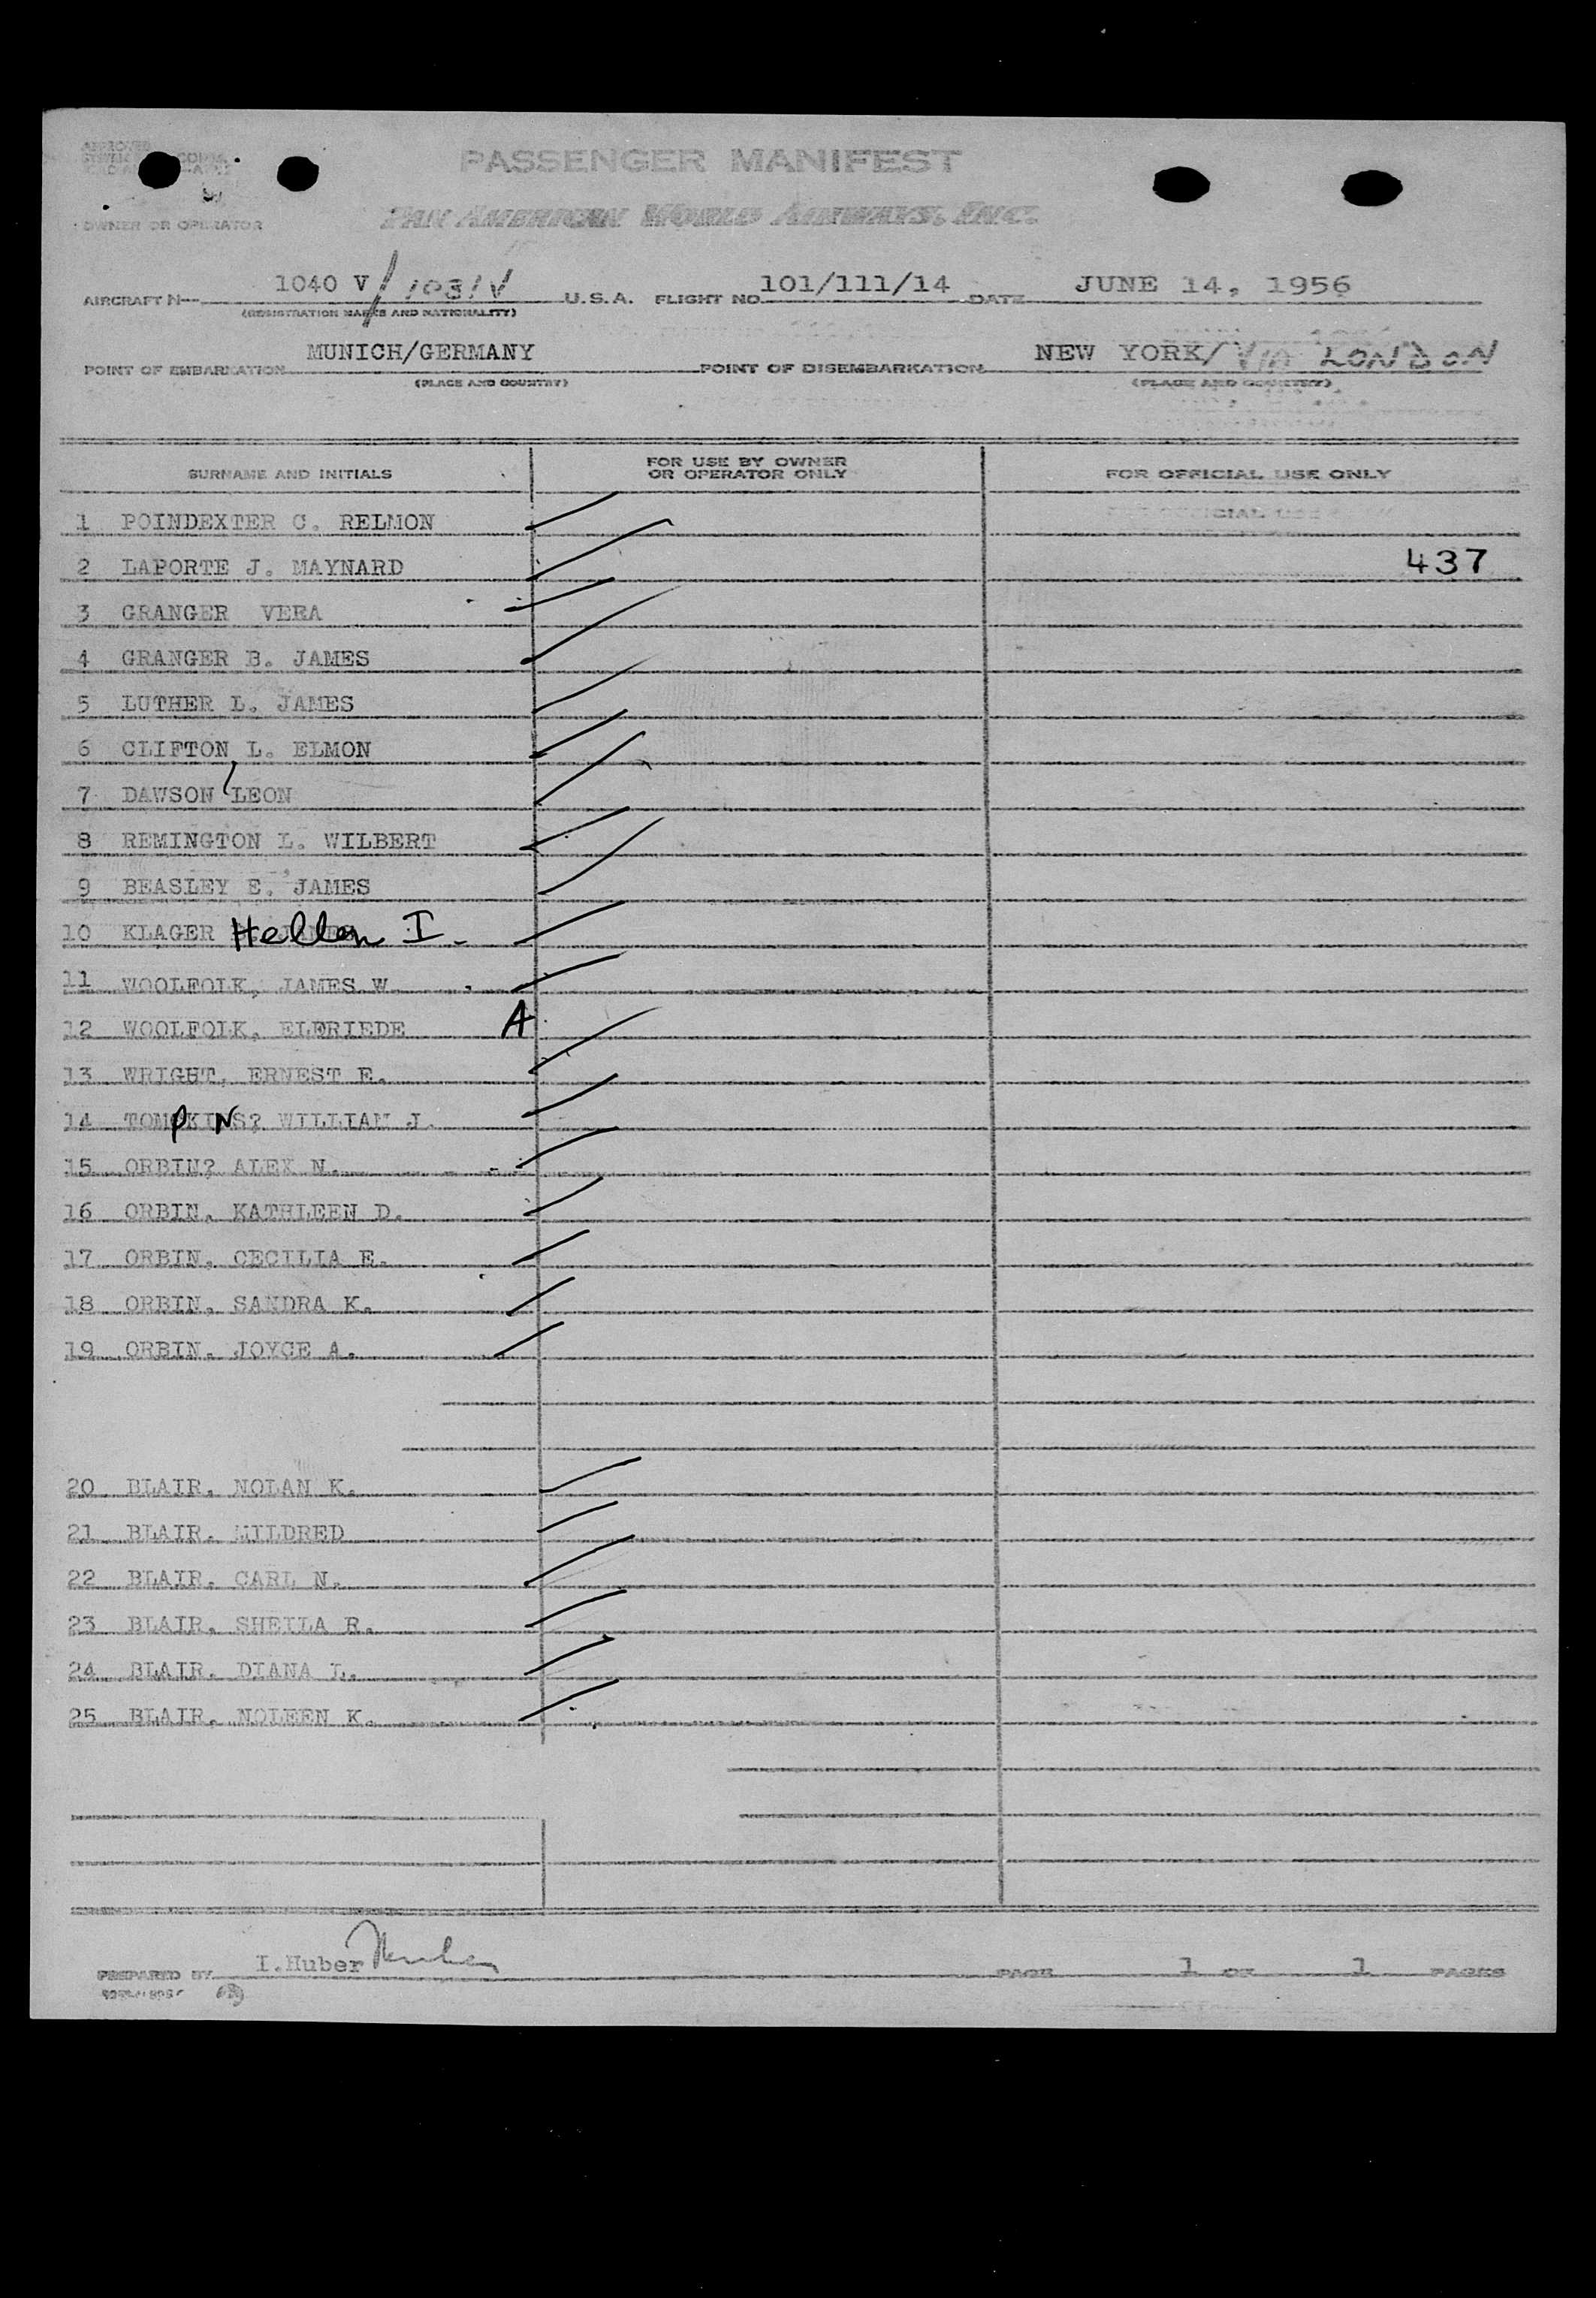 APPROVED
PASSENGER MANIFEST
OWNER OR OPERATOR PAN AMERICAN WORLD AIRWAYS, INC.
AIRCRAFT N— 1040 V / 1031V U.S.A. FLIGHT NO. 101/111/14 DATE JUNE 14, 1956
(REGISTRATION MARKS AND NATIONALITY)
POINT OF EMBARKATION MUNICH/GERMANY POINT OF DISEMBARKATION NEW YORK/ VIA LONDON
(PLACE AND COUNTRY) (PLACE AND COUNTRY)
SURNAME AND INITIALS FOR USE BY OWNER OR OPERATOR ONLY FOR OFFICIAL USE ONLY
1 POINDEXTER C. RELMON
2 LAPORTE J. MAYNARD 437
3 GRANGER VERA
4 GRANGER B. JAMES
5 LUTHER L. JAMES
6 CLIFTON L. ELMON
7 DAWSON LEON
8 REMINGTON L. WILBERT
9 BEASLEY E. JAMES
10 KLAGER Hellen I.
11 WOOLFOLK, JAMES W.
12 WOOLFOLK, ELFRIEDE A
13 WRIGHT, ERNEST E.
14 TOMPKINS? WILLIAM J.
15 ORBIN? ALEX N.
16 ORBIN, KATHLEEN D.
17 ORBIN, CECILIA E.
18 ORBIN, SANDRA K.
19 ORBIN, JOYCE A.
20 BLAIR, NOLAN K.
21 BLAIR, MILDRED
22 BLAIR, CARL N.
23 BLAIR, SHEILA R.
24 BLAIR, DIANA L.
25 BLAIR, NOLEEN K.
PREPARED BY I.Huber Huber PAGE 1 OF 1 PAGES